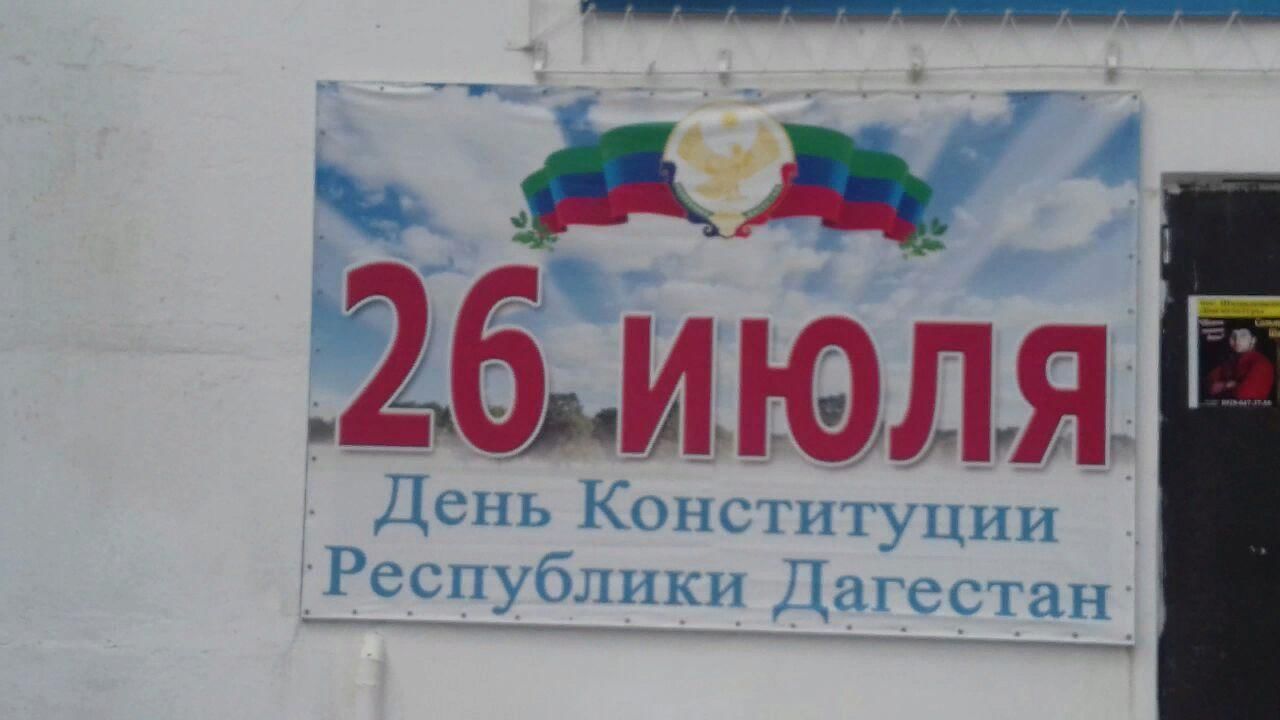 26 июля
День Конституции
Республики Дагестан